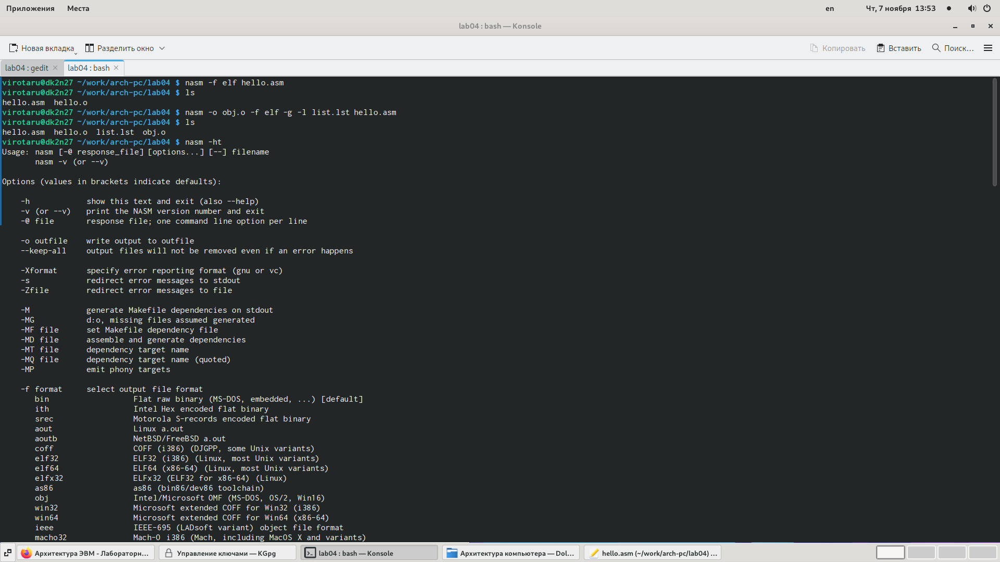 Приложения Места en Чт, 7 ноября 13:53
lab04 : bash — Konsole
Новая вкладка Разделить окно Копировать Вставить Поиск...
lab04 : gedit lab04 : bash
virotaru@dk2n27 ~/work/arch-pc/lab04 $ nasm -f elf hello.asm
virotaru@dk2n27 ~/work/arch-pc/lab04 $ ls
hello.asm  hello.o
virotaru@dk2n27 ~/work/arch-pc/lab04 $ nasm -o obj.o -f elf -g -l list.lst hello.asm
virotaru@dk2n27 ~/work/arch-pc/lab04 $ ls
hello.asm  hello.o  list.lst  obj.o
virotaru@dk2n27 ~/work/arch-pc/lab04 $ nasm -ht
Usage: nasm [-@ response_file] [options...] [--] filename
       nasm -v (or --v)
Options (values in brackets indicate defaults):
    -h            show this text and exit (also --help)
    -v (or --v)   print the NASM version number and exit
    -@ file       response file; one command line option per line
    -o outfile    write output to outfile
    --keep-all    output files will not be removed even if an error happens
    -Xformat      specify error reporting format (gnu or vc)
    -s            redirect error messages to stdout
    -Zfile        redirect error messages to file
    -M            generate Makefile dependencies on stdout
    -MG           d:o, missing files assumed generated
    -MF file      set Makefile dependency file
    -MD file      assemble and generate dependencies
    -MT file      dependency target name
    -MQ file      dependency target name (quoted)
    -MP           emit phony targets
    -f format     select output file format
       bin                  Flat raw binary (MS-DOS, embedded, ...) [default]
       ith                  Intel Hex encoded flat binary
       srec                 Motorola S-records encoded flat binary
       aout                 Linux a.out
       aoutb                NetBSD/FreeBSD a.out
       coff                 COFF (i386) (DJGPP, some Unix variants)
       elf32                ELF32 (i386) (Linux, most Unix variants)
       elf64                ELF64 (x86-64) (Linux, most Unix variants)
       elfx32               ELFx32 (ELF32 for x86-64) (Linux)
       as86                 as86 (bin86/dev86 toolchain)
       obj                  Intel/Microsoft OMF (MS-DOS, OS/2, Win16)
       win32                Microsoft extended COFF for Win32 (i386)
       win64                Microsoft extended COFF for Win64 (x86-64)
       ieee                 IEEE-695 (LADsoft variant) object file format
       macho32              Mach-O i386 (Mach, including MacOS X and variants)
Архитектура ЭВМ - Лабораторн... Управление ключами — KGpg lab04 : bash — Konsole Архитектура компьютера — Dol... hello.asm (~/work/arch-pc/lab04) ...